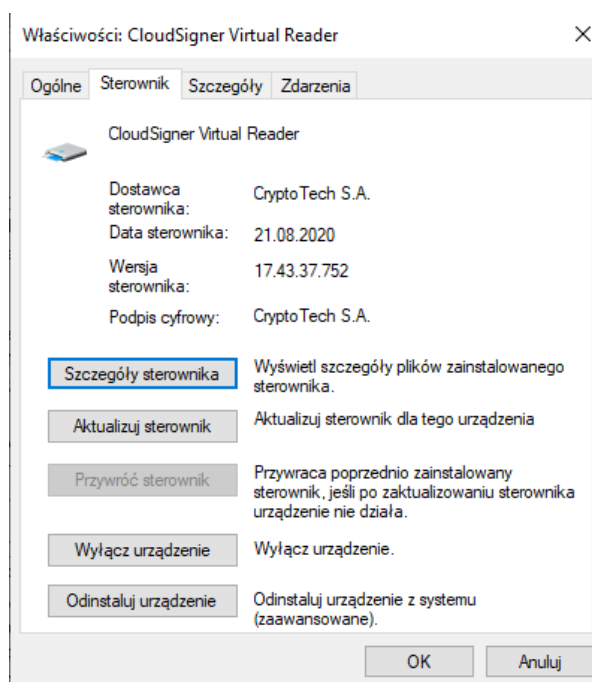 Właściwości: CloudSigner Virtual Reader
Ogólne Sterownik Szczegóły Zdarzenia
CloudSigner Virtual Reader
Dostawca sterownika: CryptoTech S.A.
Data sterownika: 21.08.2020
Wersja sterownika: 17.43.37.752
Podpis cyfrowy: CryptoTech S.A.
Szczegóły sterownika
Wyświetl szczegóły plików zainstalowanego
sterownika.
Aktualizuj sterownik
Aktualizuj sterownik dla tego urządzenia
Przywróć sterownik
Przywraca poprzednio zainstalowany
sterownik, jeśli po zaktualizowaniu sterownika
urządzenie nie działa.
Wyłącz urządzenie
Wyłącz urządzenie.
Odinstaluj urządzenie
Odinstaluj urządzenie z systemu
(zaawansowane).
OK Anuluj